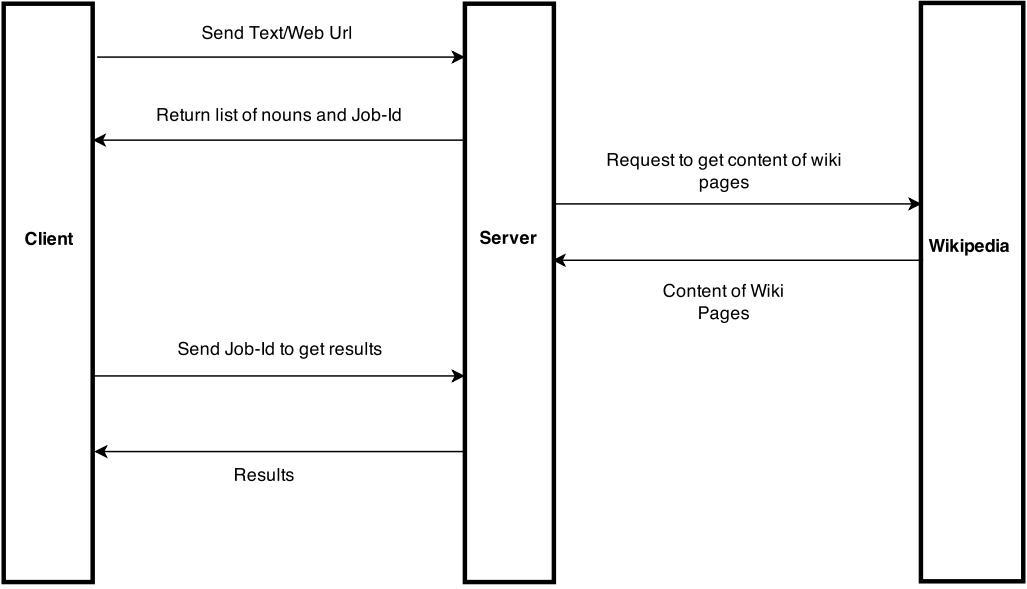 Send Text/Web Url
Return list of nouns and Job-Id
Request to get content of wiki
pages
Client
Server
Wikipedia
Content of Wiki
Pages
Send Job-Id to get results
Results